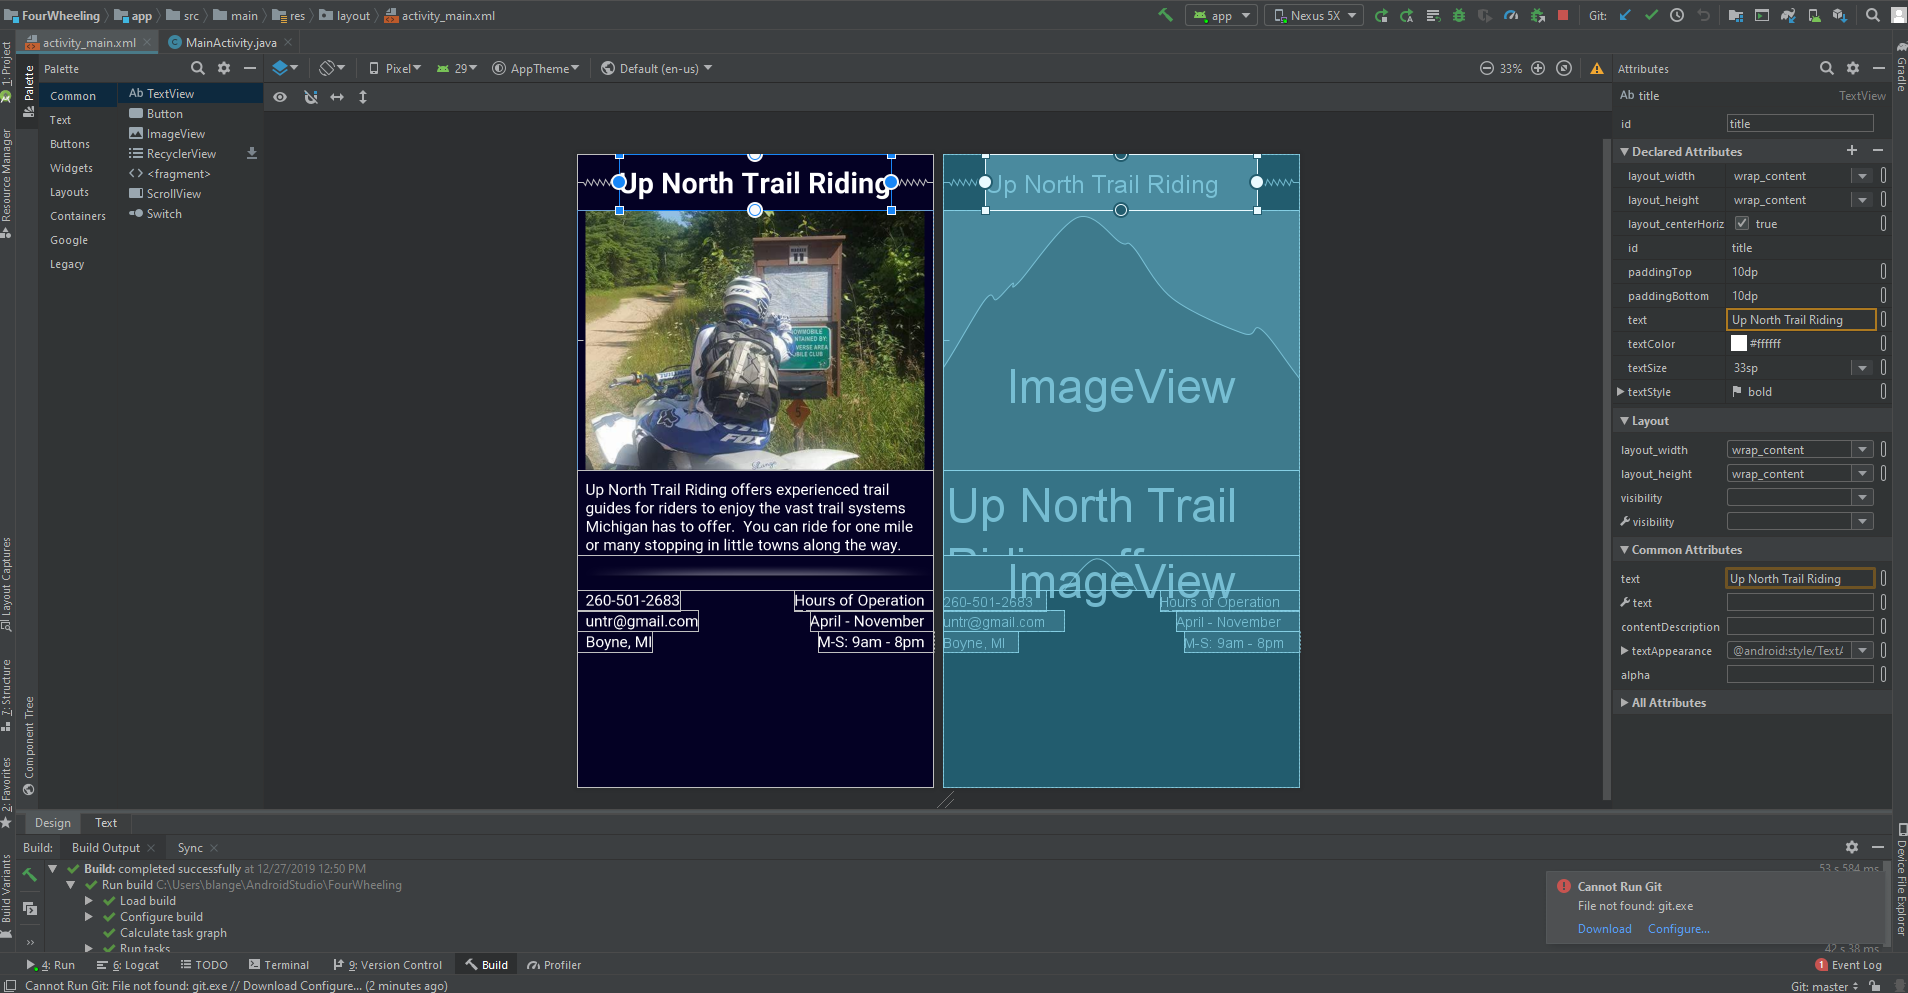 FourWheeling app src main res layout activity_main.xml
app Nexus 5X Git:
activity_main.xml MainActivity.java
1: Project
Resource Manager
Layout Captures
7: Structure
2: Favorites
Build Variants
Palette
Component Tree
Palette
Common
Text
Buttons
Widgets
Layouts
Containers
Google
Legacy
Ab TextView
Button
ImageView
RecyclerView
<fragment>
ScrollView
Switch
Pixel 29 AppTheme Default (en-us) 33%
Up North Trail Riding
FOX
FOX
5
Up North Trail Riding offers experienced trail
guides for riders to enjoy the vast trail systems
Michigan has to offer.  You can ride for one mile
or many stopping in little towns along the way.
260-501-2683 Hours of Operation
untr@gmail.com April - November
Boyne, MI M-S: 9am - 8pm
Up North Trail Riding
ImageView
Up North Trail
ImageView
260-501-2683 Hours of Operation
untr@gmail.com April - November
Boyne, MI M-S: 9am - 8pm
Attributes
Ab title TextView
id title
Declared Attributes
layout_width wrap_content
layout_height wrap_content
layout_centerHoriz true
id title
paddingTop 10dp
paddingBottom 10dp
text Up North Trail Riding
textColor #ffffff
textSize 33sp
textStyle bold
Layout
layout_width wrap_content
layout_height wrap_content
visibility
visibility
Common Attributes
text Up North Trail Riding
text
contentDescription
textAppearance @android:style/TextA
alpha
All Attributes
Gradle
Device File Explorer
Design Text
Build: Build Output Sync
Build: completed successfully at 12/27/2019 12:50 PM 53 s 584 ms
Run build C:\Users\blange\AndroidStudio\FourWheeling
Load build
Configure build
Calculate task graph
Run tasks 42 s 38 ms
Cannot Run Git
File not found: git.exe
Download Configure...
4: Run 6: Logcat TODO Terminal 9: Version Control Build Profiler 1 Event Log
Cannot Run Git: File not found: git.exe // Download Configure... (2 minutes ago) Git: master